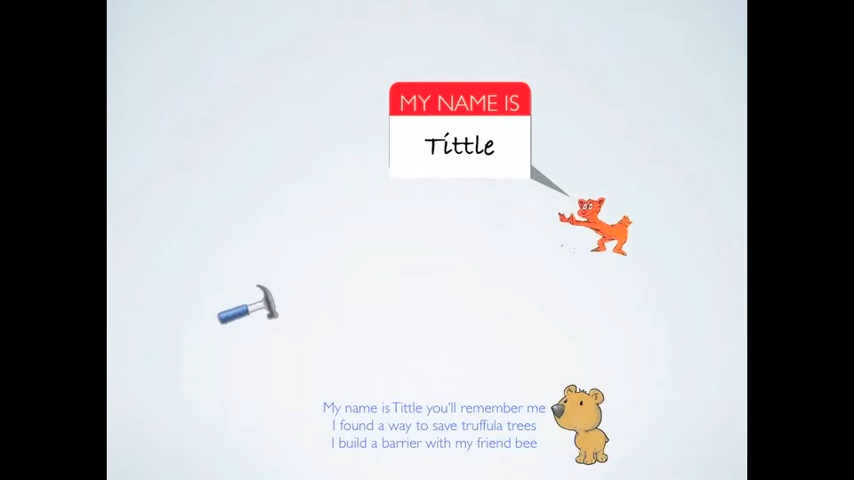 MY NAME IS
Tittle
My name is Tittle you'll remember me
I found a way to save truffula trees
I build a barrier with my friend bee